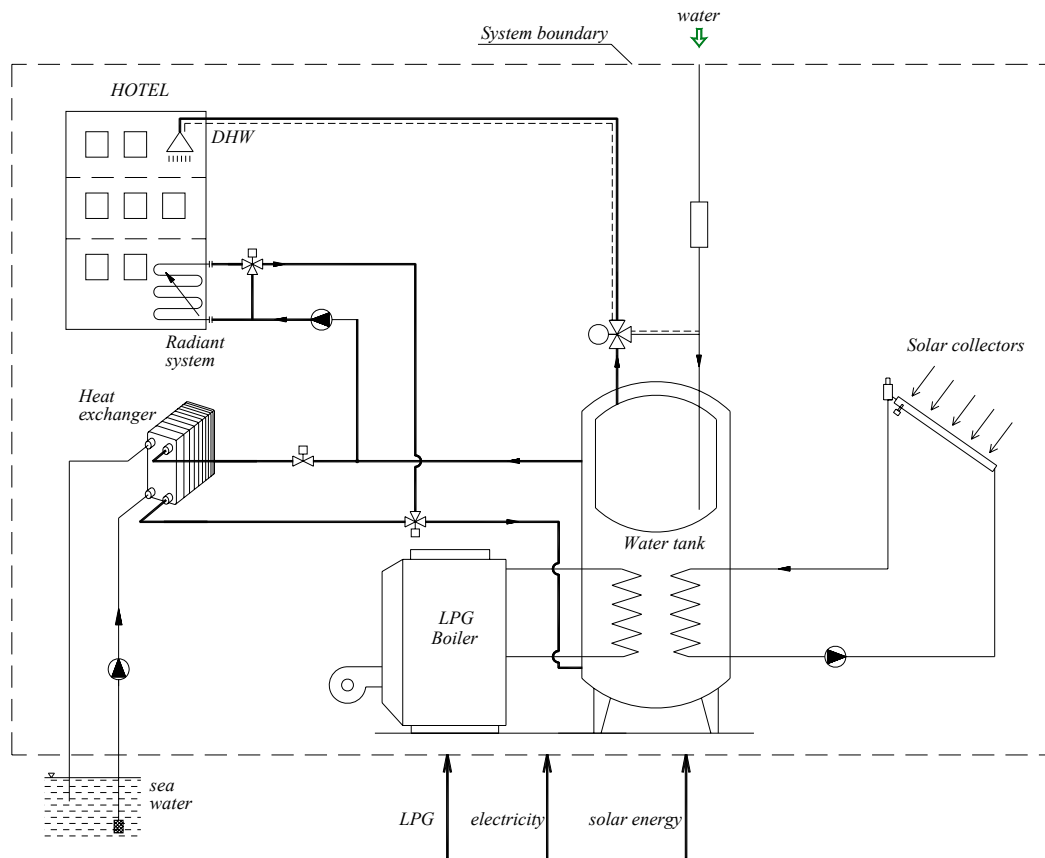 water
System boundary
HOTEL
DHW
Radiant
system
Solar collectors
Heat
exchanger
Water tank
LPG
Boiler
sea
water
LPG
electricity
solar energy